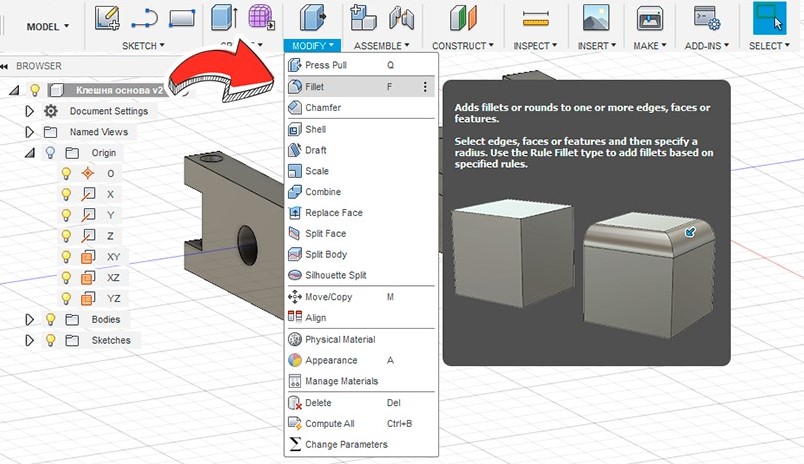 MODEL
SKETCH
MODIFY
ASSEMBLE
CONSTRUCT
INSPECT
INSERT
MAKE
ADD-INS
SELECT
BROWSER
Клешня основа v2
Document Settings
Named Views
Origin
O
X
Y
Z
XY
XZ
YZ
Bodies
Sketches
Press Pull Q
Fillet F
Chamfer
Shell
Draft
Scale
Combine
Replace Face
Split Face
Split Body
Silhouette Split
Move/Copy M
Align
Physical Material
Appearance A
Manage Materials
Delete Del
Compute All Ctrl+B
Change Parameters
Adds fillets or rounds to one or more edges, faces or
features.
Select edges, faces or features and then specify a
radius. Use the Rule Fillet type to add fillets based on
specified rules.